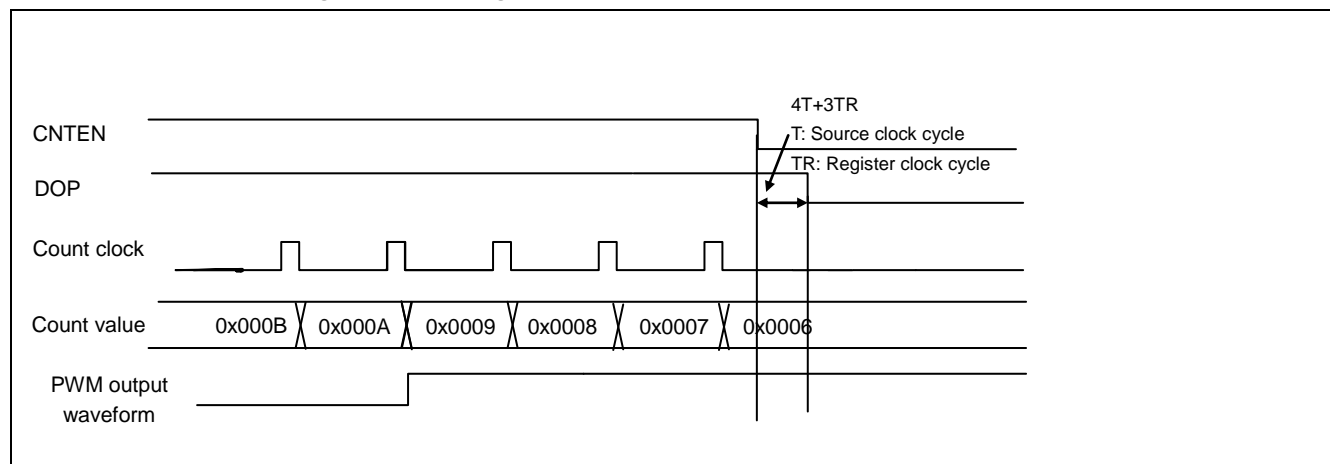 4T+3TR
CNTEN
T: Source clock cycle
TR: Register clock cycle
DOP
Count clock
Count value
0x000B
0x000A
0x0009
0x0008
0x0007
0x0006
PWM output
waveform